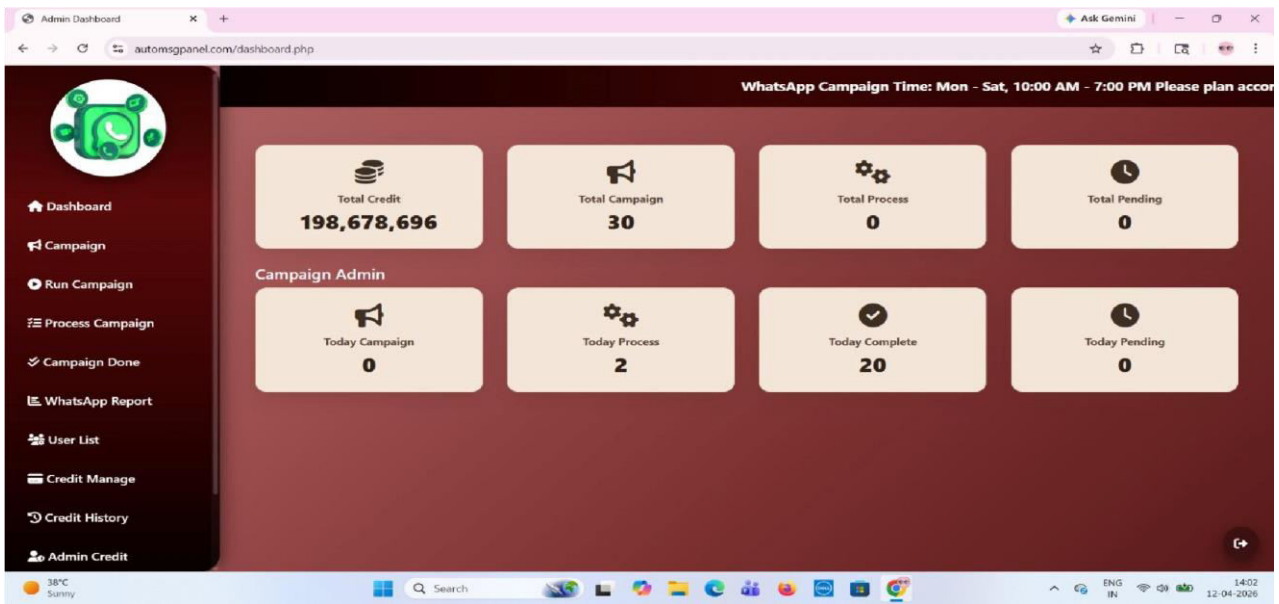 Admin Dashboard
Ask Gemini
automsgpanel.com/dashboard.php
WhatsApp Campaign Time: Mon - Sat, 10:00 AM - 7:00 PM Please plan accor
Dashboard
Campaign
Run Campaign
Process Campaign
Campaign Done
WhatsApp Report
User List
Credit Manage
Credit History
Admin Credit
Total Credit
198,678,696
Total Campaign
30
Total Process
0
Total Pending
0
Campaign Admin
Today Campaign
0
Today Process
2
Today Complete
20
Today Pending
0
38°C
Sunny
Search
ENG
IN
14:02
12-04-2026